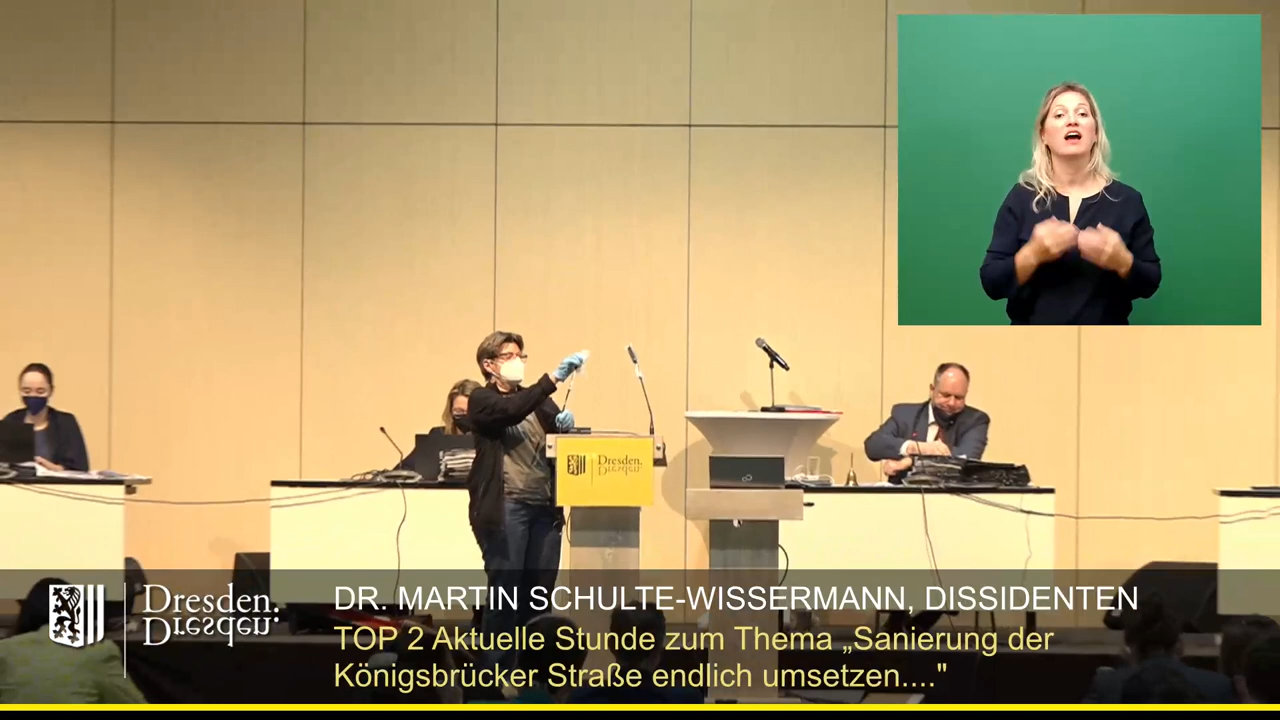 Dresden.
Dresden.
Dresden.
Dresden.
DR. MARTIN SCHULTE-WISSERMANN, DISSIDENTEN
TOP 2 Aktuelle Stunde zum Thema „Sanierung der
Königsbrücker Straße endlich umsetzen...."